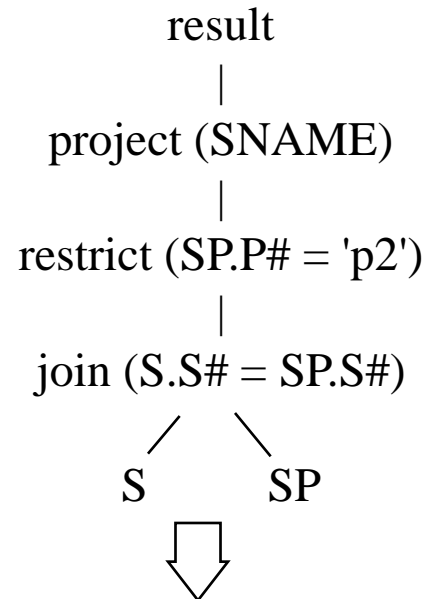 result
project (SNAME)
restrict (SP.P# = 'p2')
join (S.S# = SP.S#)
S SP